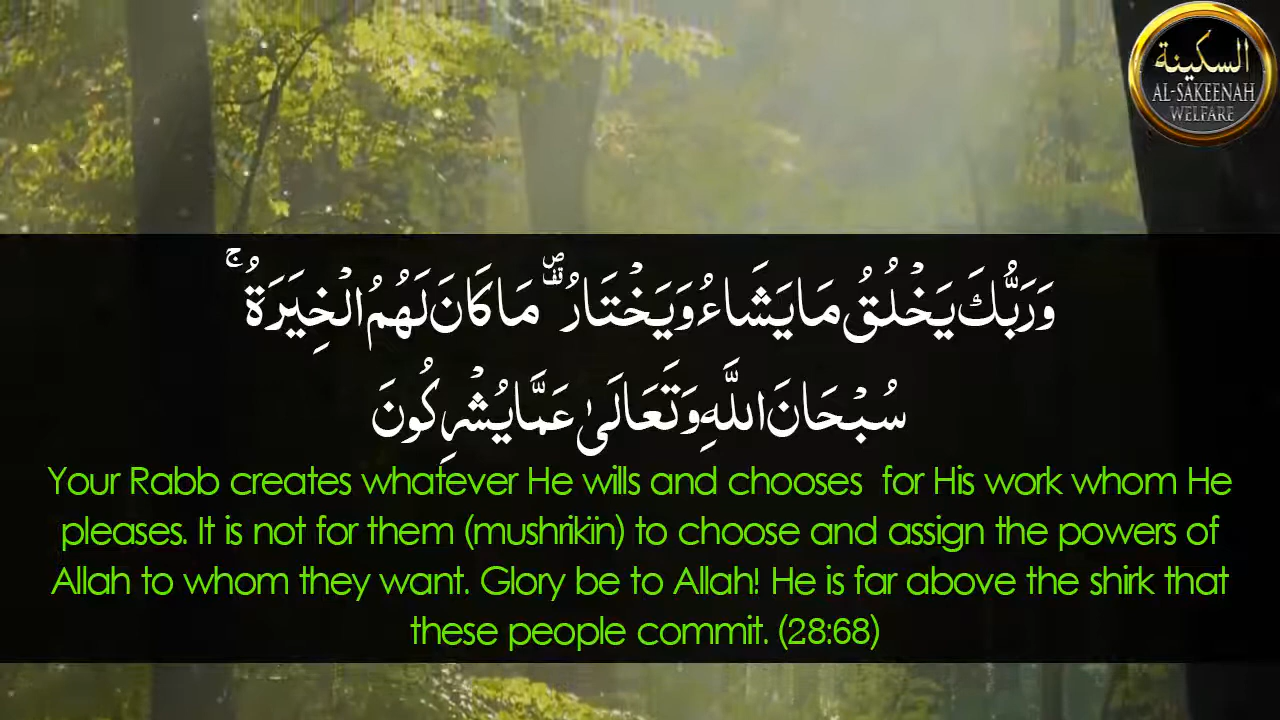 السكينة
AL-SAKEENAH
WELFARE
وَرَبُّكَ يَخْلُقُ مَا يَشَاءُ وَيَخْتَارُ ۗ مَا كَانَ لَهُمُ الْخِيَرَةُ ۚ
سُبْحَانَ اللَّهِ وَتَعَالَىٰ عَمَّا يُشْرِكُونَ
Your Rabb creates whatever He wills and chooses for His work whom He
pleases. It is not for them (mushrikïn) to choose and assign the powers of
Allah to whom they want. Glory be to Allah! He is far above the shirk that
these people commit. (28:68)